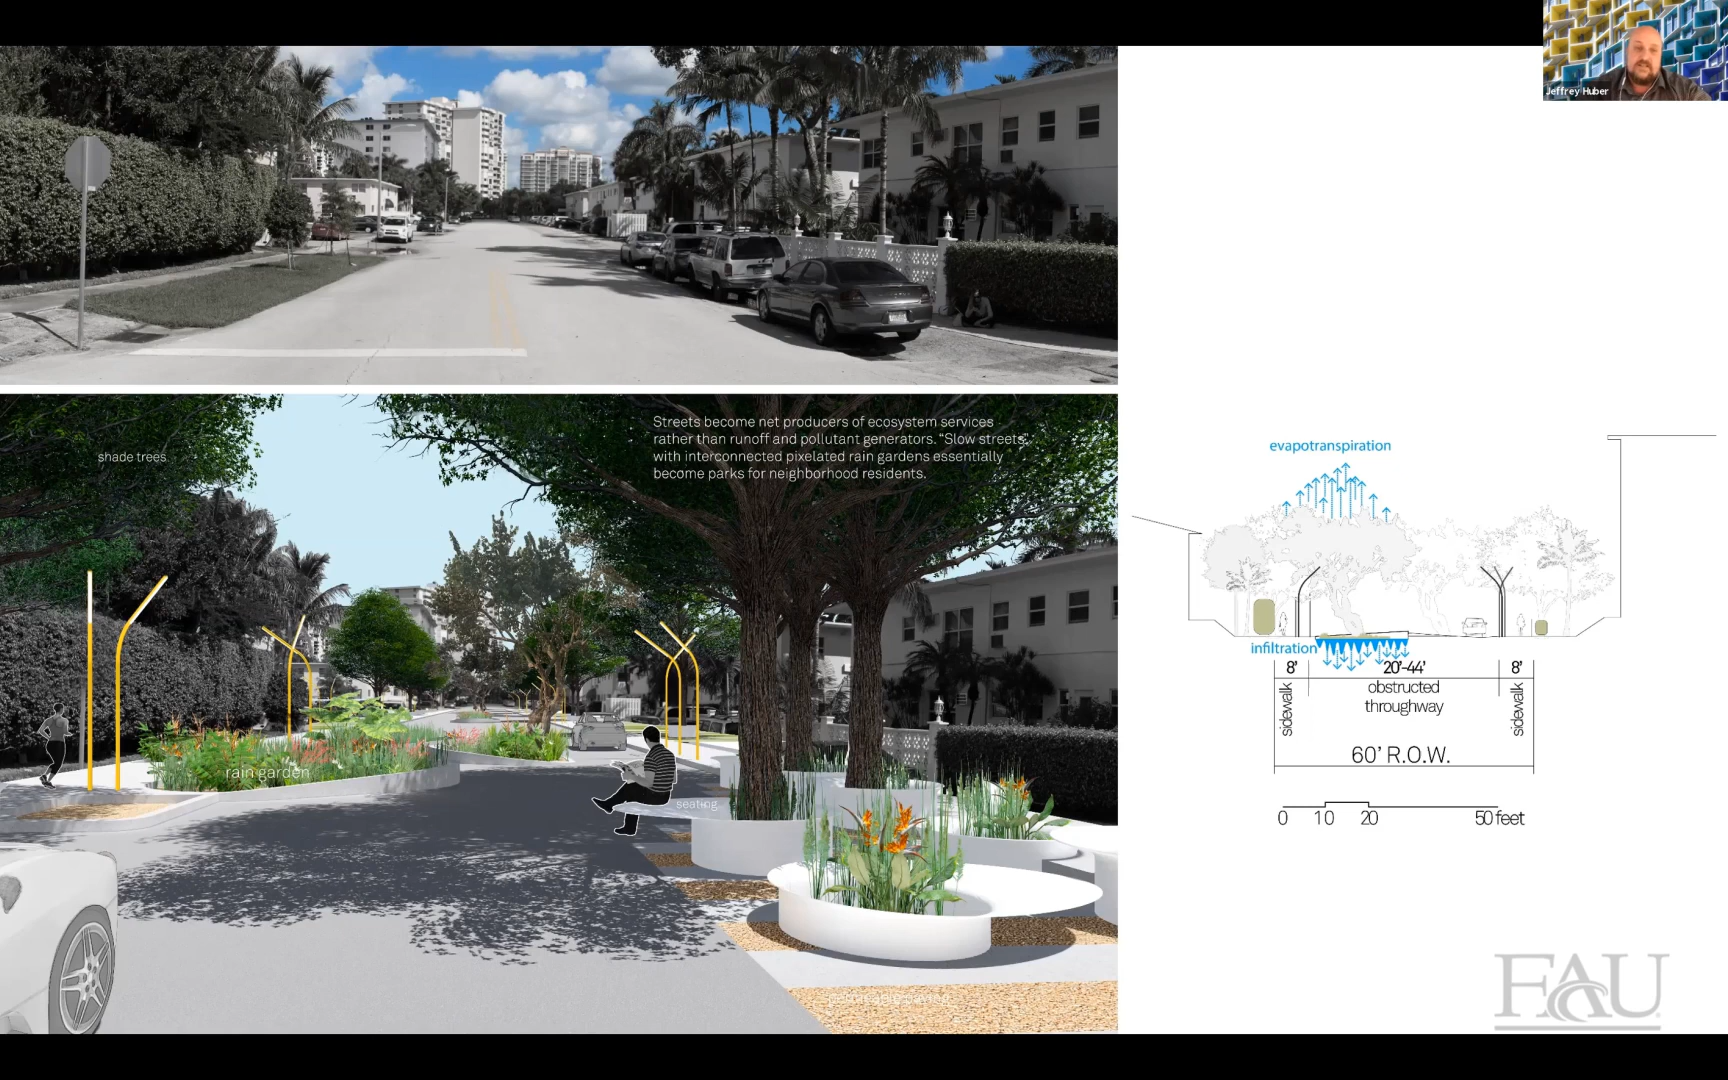 Jeffrey Huber
Streets become net producers of ecosystem services
rather than runoff and pollutant generators. "Slow streets"
with interconnected pixelated rain gardens essentially
become parks for neighborhood residents.
shade trees
rain garden
seating
permeable paving
evapotranspiration
infiltration
8' 20'-44' 8'
sidewalk
obstructed
throughway
sidewalk
60' R.O.W.
0 10 20 50 feet
FAU